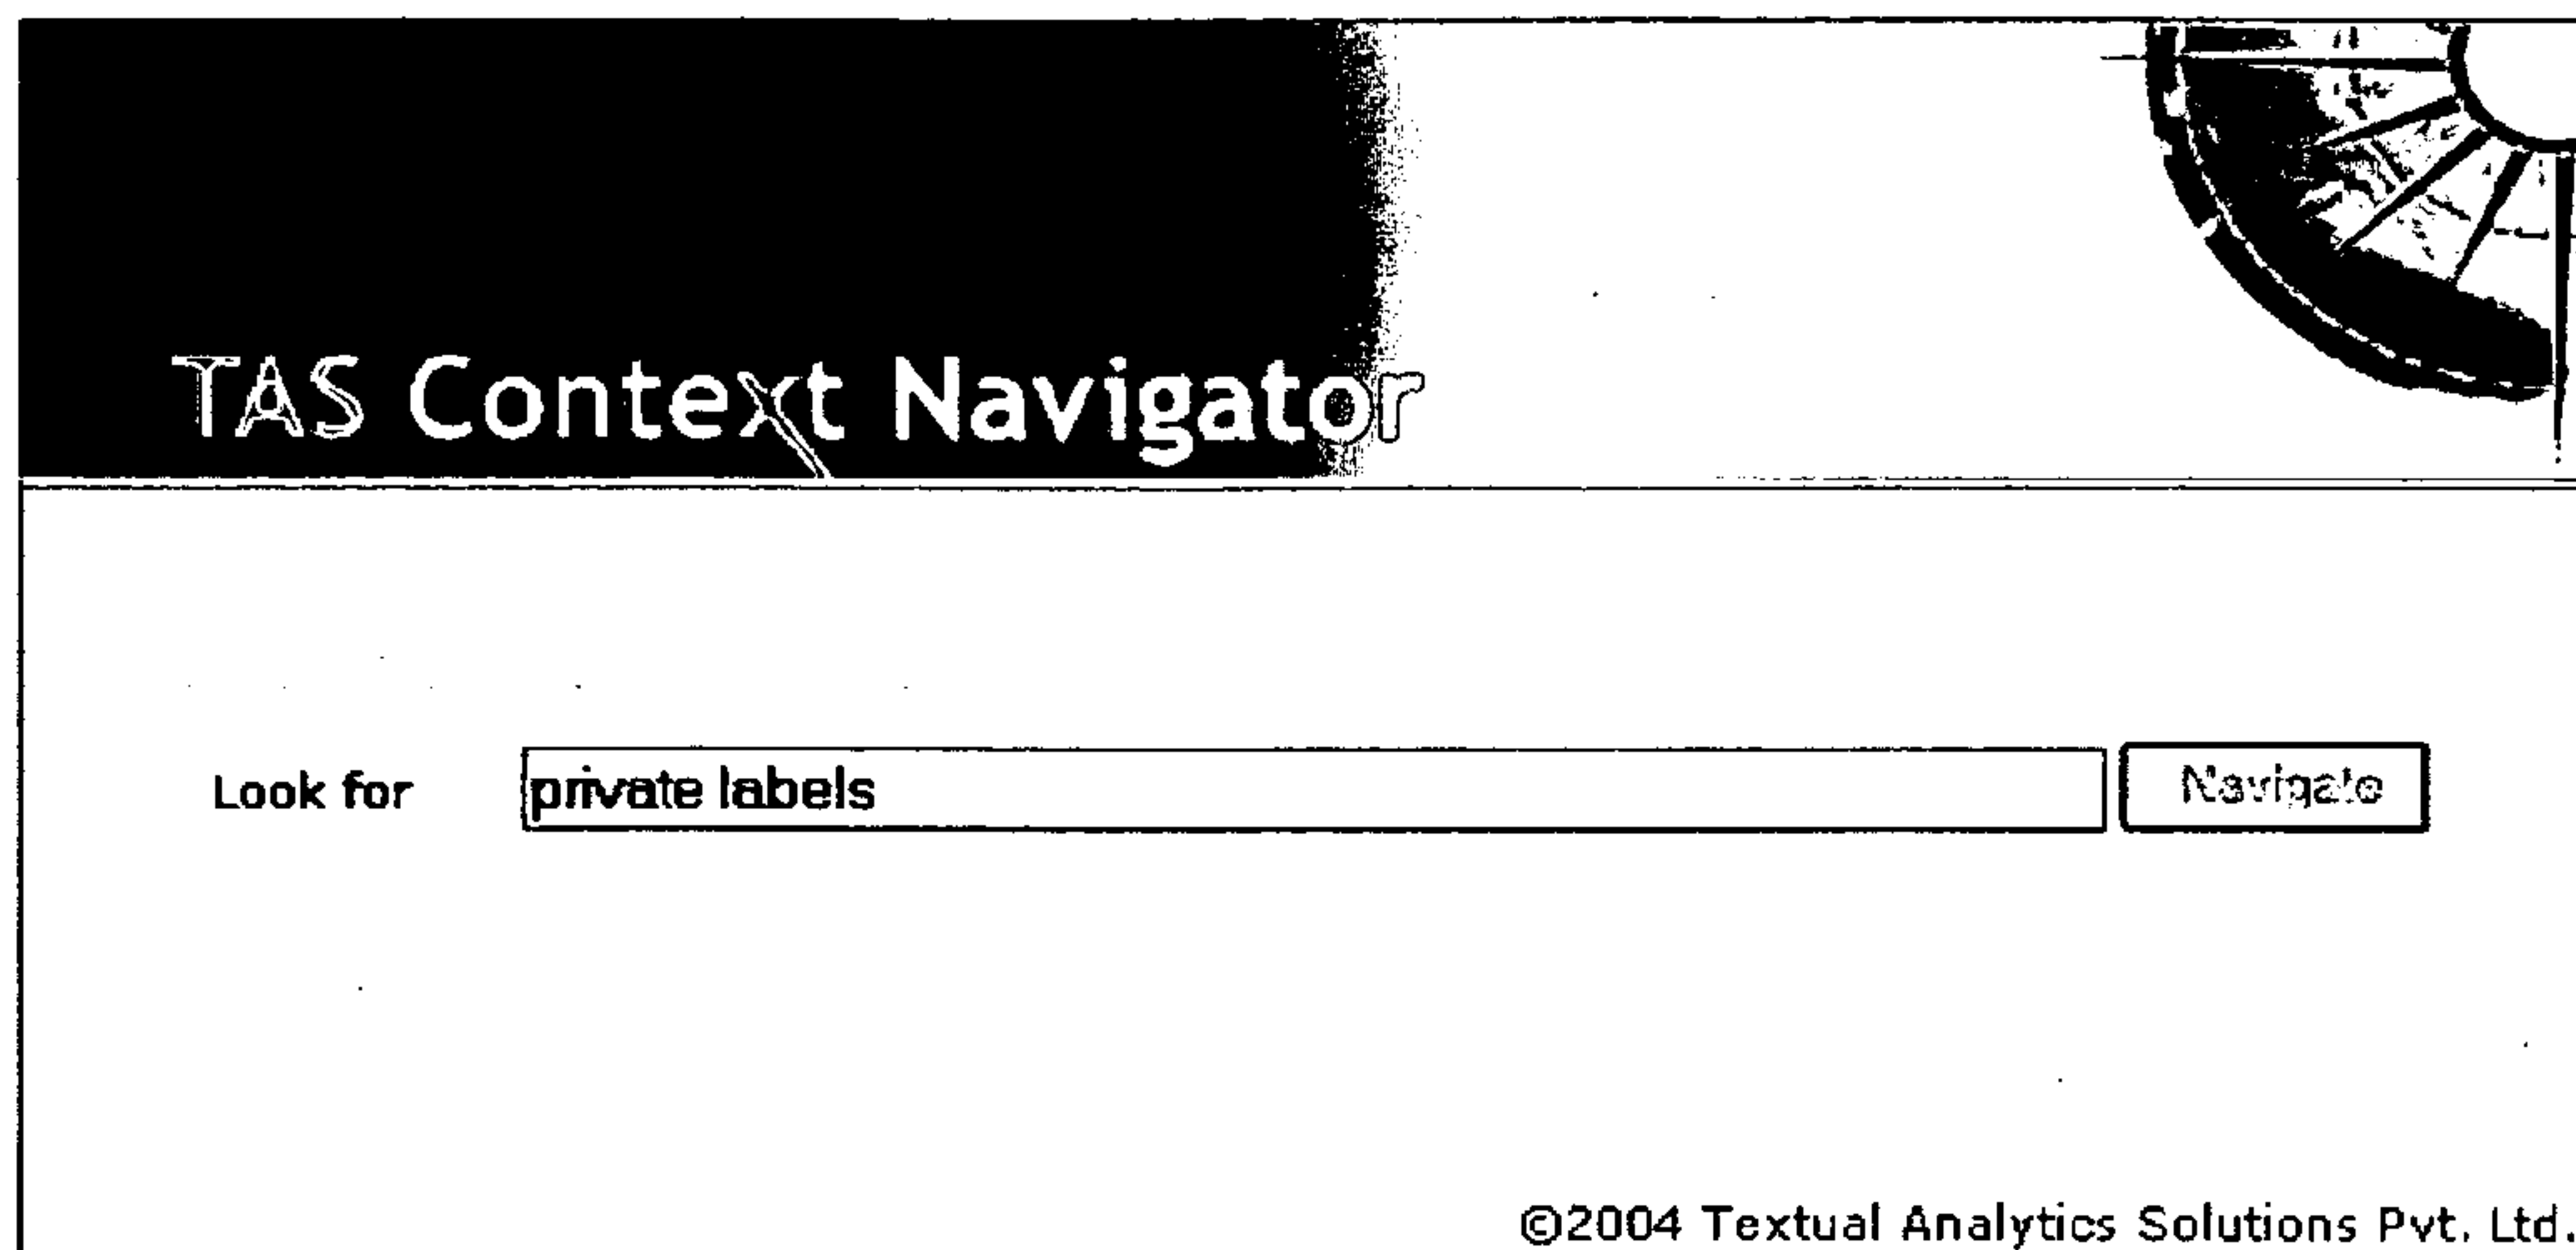 TAS Context Navigator
Look for private labels Navigate
©2004 Textual Analytics Solutions Pvt. Ltd.